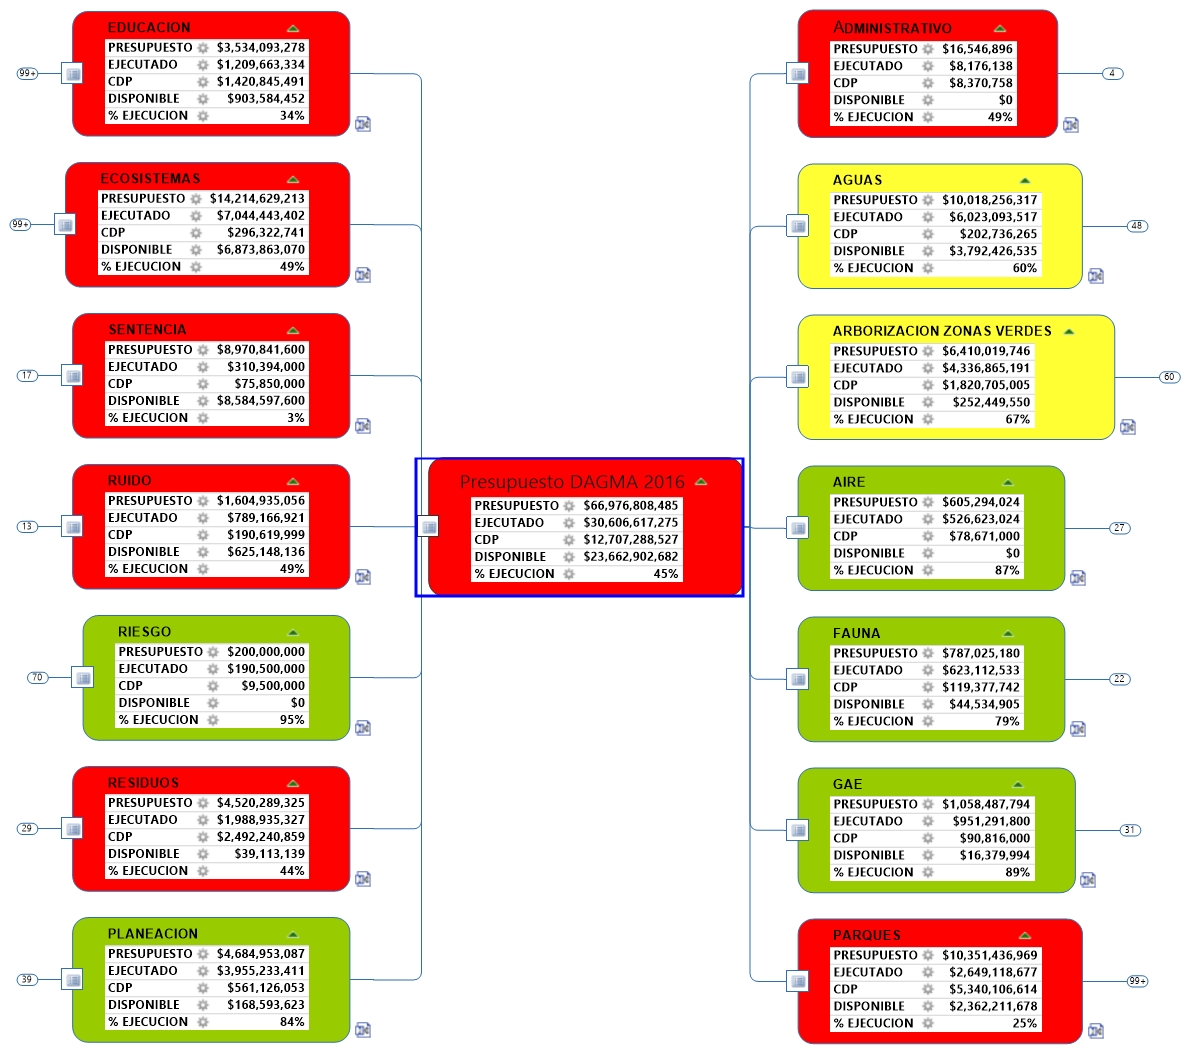 EDUCACION
PRESUPUESTO $3,534,093,278
EJECUTADO $1,209,663,334
CDP $1,420,845,491
DISPONIBLE $903,584,452
% EJECUCION 34%
99+
ECOSISTEMAS
PRESUPUESTO $14,214,629,213
EJECUTADO $7,044,443,402
CDP $296,322,741
DISPONIBLE $6,873,863,070
% EJECUCION 49%
99+
SENTENCIA
PRESUPUESTO $8,970,841,600
EJECUTADO $310,394,000
CDP $75,850,000
DISPONIBLE $8,584,597,600
% EJECUCION 3%
17
RUIDO
PRESUPUESTO $1,604,935,056
EJECUTADO $789,166,921
CDP $190,619,999
DISPONIBLE $625,148,136
% EJECUCION 49%
13
RIESGO
PRESUPUESTO $200,000,000
EJECUTADO $190,500,000
CDP $9,500,000
DISPONIBLE $0
% EJECUCION 95%
70
RESIDUOS
PRESUPUESTO $4,520,289,325
EJECUTADO $1,988,935,327
CDP $2,492,240,859
DISPONIBLE $39,113,139
% EJECUCION 44%
29
PLANEACION
PRESUPUESTO $4,684,953,087
EJECUTADO $3,955,233,411
CDP $561,126,053
DISPONIBLE $168,593,623
% EJECUCION 84%
39
Presupuesto DAGMA 2016
PRESUPUESTO $66,976,808,485
EJECUTADO $30,606,617,275
CDP $12,707,288,527
DISPONIBLE $23,662,902,682
% EJECUCION 45%
ADMINISTRATIVO
PRESUPUESTO $16,546,896
EJECUTADO $8,176,138
CDP $8,370,758
DISPONIBLE $0
% EJECUCION 49%
4
AGUAS
PRESUPUESTO $10,018,256,317
EJECUTADO $6,023,093,517
CDP $202,736,265
DISPONIBLE $3,792,426,535
% EJECUCION 60%
48
ARBORIZACION ZONAS VERDES
PRESUPUESTO $6,410,019,746
EJECUTADO $4,336,865,191
CDP $1,820,705,005
DISPONIBLE $252,449,550
% EJECUCION 67%
60
AIRE
PRESUPUESTO $605,294,024
EJECUTADO $526,623,024
CDP $78,671,000
DISPONIBLE $0
% EJECUCION 87%
27
FAUNA
PRESUPUESTO $787,025,180
EJECUTADO $623,112,533
CDP $119,377,742
DISPONIBLE $44,534,905
% EJECUCION 79%
22
GAE
PRESUPUESTO $1,058,487,794
EJECUTADO $951,291,800
CDP $90,816,000
DISPONIBLE $16,379,994
% EJECUCION 89%
31
PARQUES
PRESUPUESTO $10,351,436,969
EJECUTADO $2,649,118,677
CDP $5,340,106,614
DISPONIBLE $2,362,211,678
% EJECUCION 25%
99+